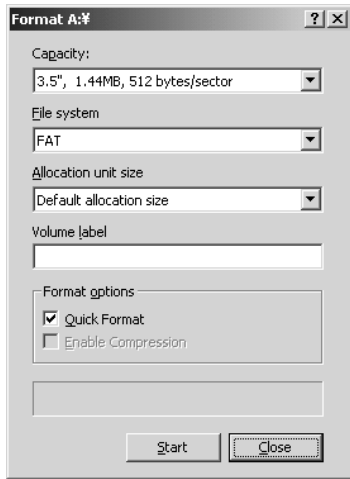 Format A:¥
? ×
Capacity:
3.5", 1.44MB, 512 bytes/sector
File system
FAT
Allocation unit size
Default allocation size
Volume label
Format options
Quick Format
Enable Compression
Start Close